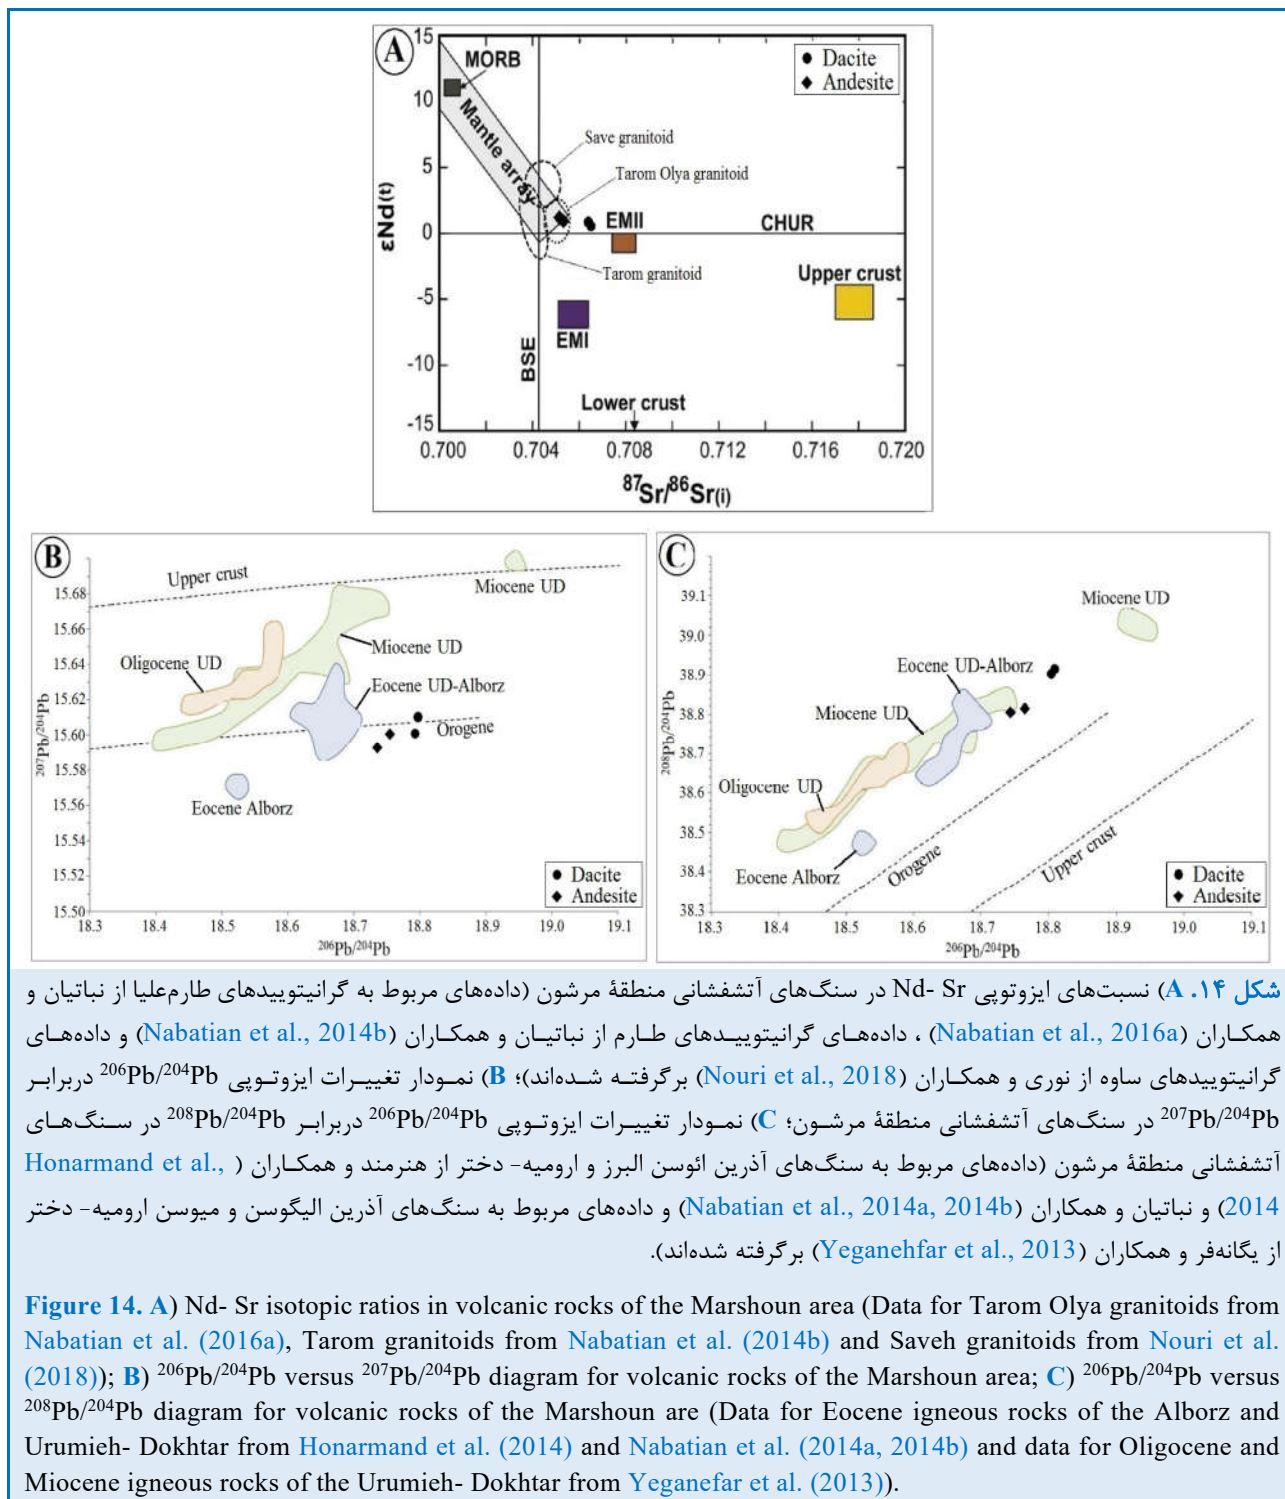 A
15
10
5
0
-5
-10
-15
εNd(t)
MORB
Mantle array
Dacite
Andesite
Save granitoid
Tarom Olya granitoid
EMII
CHUR
Tarom granitoid
Upper crust
EMI
BSE
Lower crust
0.700 0.704 0.708 0.712 0.716 0.720
87Sr/86Sr(i)
B
Upper crust
Miocene UD
Miocene UD
Oligocene UD
Eocene UD-Alborz
Orogene
Eocene Alborz
15.68
15.66
15.64
15.62
15.60
15.58
15.56
15.54
15.52
15.50
207Pb/204Pb
Dacite
Andesite
18.3 18.4 18.5 18.6 18.7 18.8 18.9 19.0 19.1
206Pb/204Pb
C
Miocene UD
Eocene UD-Alborz
Miocene UD
Oligocene UD
Eocene Alborz
Orogene
Upper crust
39.1
39.0
38.9
38.8
38.7
38.6
38.5
38.4
38.3
208Pb/204Pb
Dacite
Andesite
18.3 18.4 18.5 18.6 18.7 18.8 18.9 19.0 19.1
206Pb/204Pb
شکل ۱۴. A) نسبت‌های ایزوتوپی Nd- Sr در سنگ‌های آتشفشانی منطقۀ مرشون (داده‌های مربوط به گرانیتوییدهای طارم‌علیا از نباتیان و
همکاران (Nabatian et al., 2016a) ، داده‌های گرانیتوییدهای طارم از نباتیان و همکاران (Nabatian et al., 2014b) و داده‌های
گرانیتوییدهای ساوه از نوری و همکاران (Nouri et al., 2018) برگرفته شده‌اند)؛ B) نمودار تغییرات ایزوتوپی 206Pb/204Pb دربرابر
207Pb/204Pb در سنگ‌های آتشفشانی منطقۀ مرشون؛ C) نمودار تغییرات ایزوتوپی 206Pb/204Pb دربرابر 208Pb/204Pb در سنگ‌های
آتشفشانی منطقۀ مرشون (داده‌های مربوط به سنگ‌های آذرین ائوسن البرز و ارومیه- دختر از هنرمند و همکاران (Honarmand et al.,
2014) و نباتیان و همکاران (Nabatian et al., 2014a, 2014b) و داده‌های مربوط به سنگ‌های آذرین الیگوسن و میوسن ارومیه- دختر
از یگانه‌فر و همکاران (Yeganehfar et al., 2013) برگرفته شده‌اند).
Figure 14. A) Nd- Sr isotopic ratios in volcanic rocks of the Marshoun area (Data for Tarom Olya granitoids from
Nabatian et al. (2016a), Tarom granitoids from Nabatian et al. (2014b) and Saveh granitoids from Nouri et al.
(2018)); B) 206Pb/204Pb versus 207Pb/204Pb diagram for volcanic rocks of the Marshoun area; C) 206Pb/204Pb versus
208Pb/204Pb diagram for volcanic rocks of the Marshoun are (Data for Eocene igneous rocks of the Alborz and
Urumieh- Dokhtar from Honarmand et al. (2014) and Nabatian et al. (2014a, 2014b) and data for Oligocene and
Miocene igneous rocks of the Urumieh- Dokhtar from Yeganefar et al. (2013)).